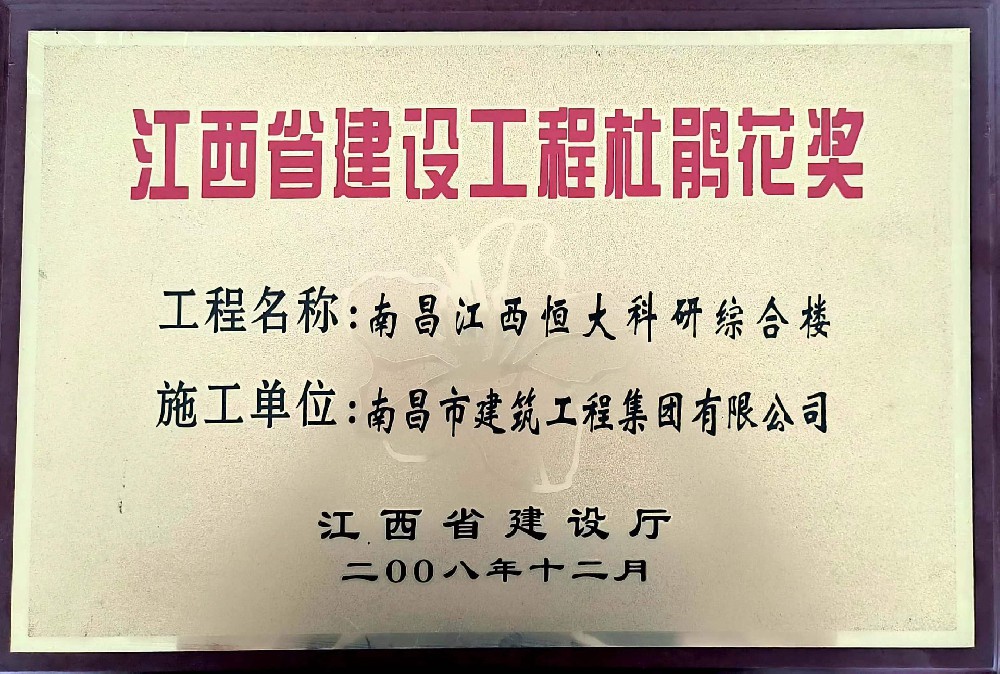 江西省建设工程杜鹃花奖
工程名称:南昌江西恒大科研综合楼
施工单位:南昌市建筑工程集团有限公司
江西省建设厅
二00八年十二月